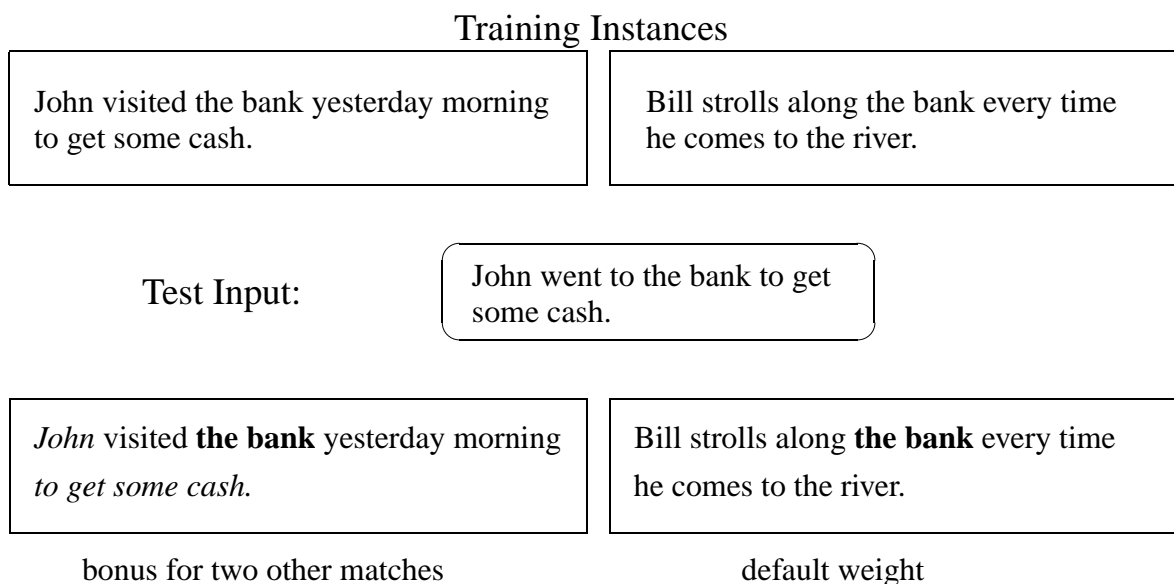 Training Instances
John visited the bank yesterday morning
to get some cash.
Bill strolls along the bank every time
he comes to the river.
Test Input:
John went to the bank to get
some cash.
John visited the bank yesterday morning
to get some cash.
Bill strolls along the bank every time
he comes to the river.
bonus for two other matches
default weight